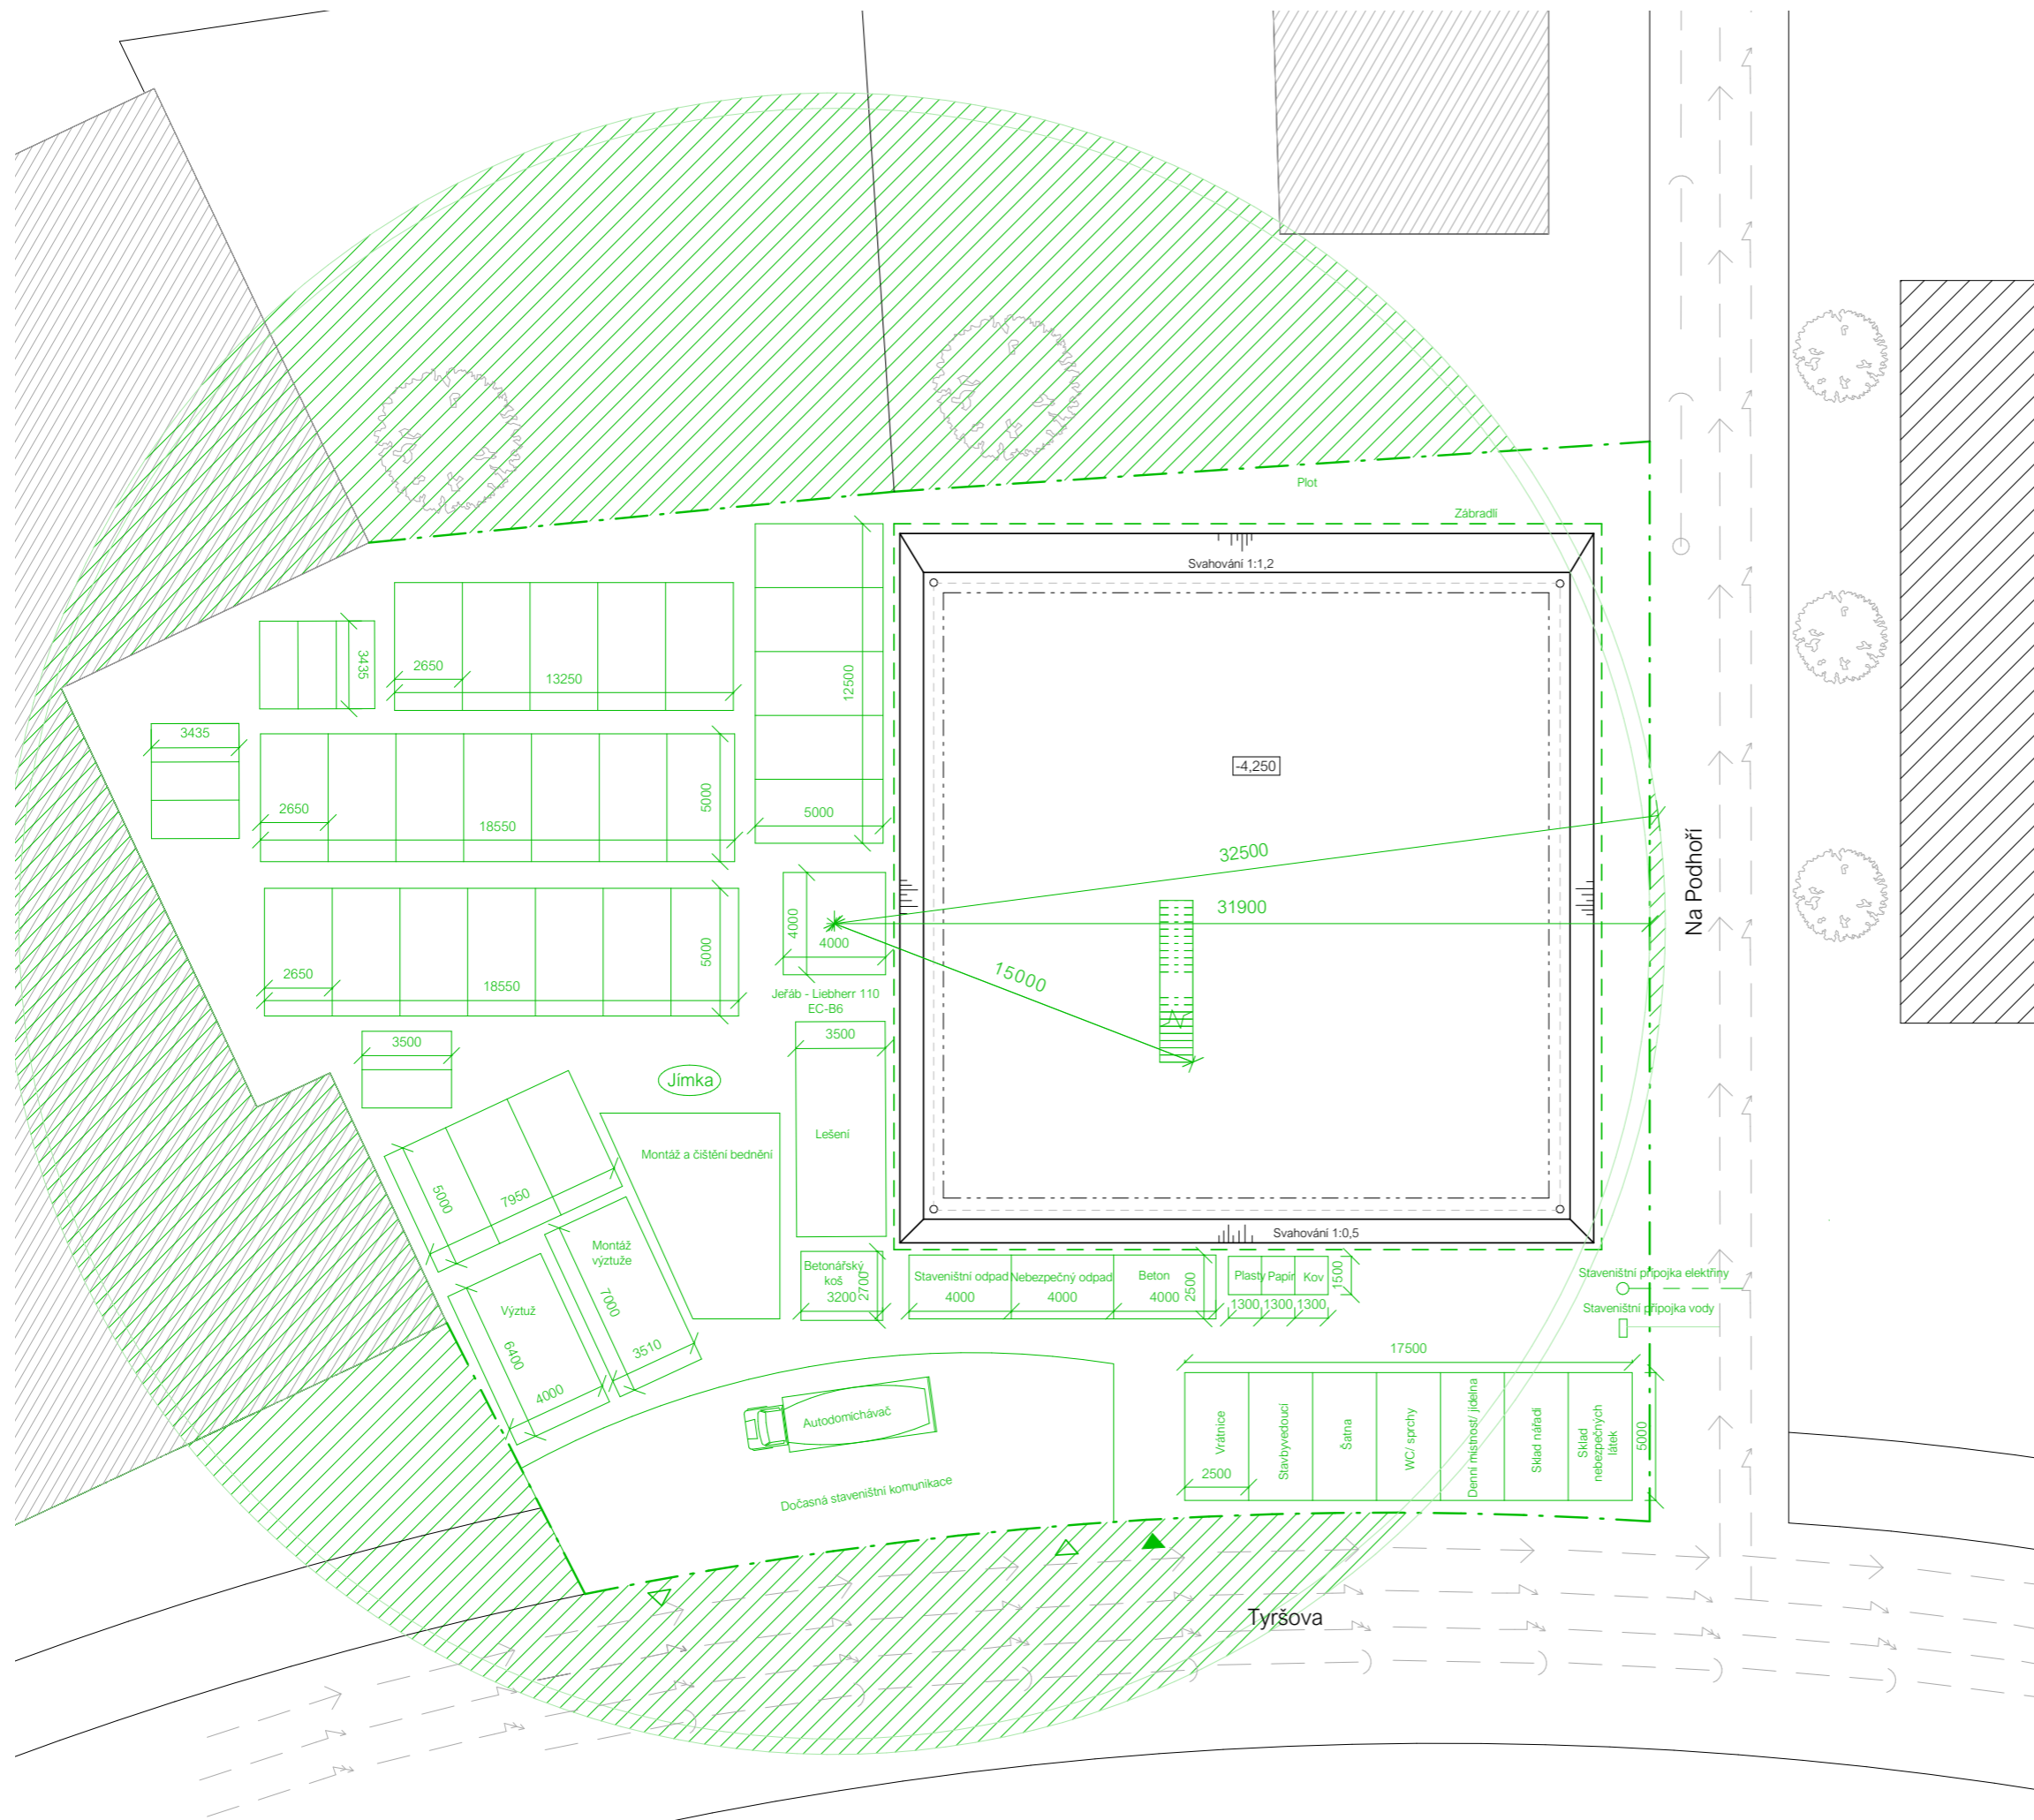 Plot
Zábradlí
Svahování 1:1,2
3435
2650
13250
12500
3435
-4,250
2650
18550
5000
5000
32500
Na Podhoří
31900
4000
4000
15000
2650
18550
5000
Jeřáb - Liebherr 110
EC-B6
3500
3500
Jímka
Lešení
Montáž a čištění bednění
5000
7950
Svahování 1:0,5
Montáž
výztuže
7000
3510
Výztuž
6400
4000
Betonářský
koš
3200
2700
Staveništní odpad
4000
Nebezpečný odpad
4000
Beton
4000
2500
Plasty
Papír
Kov
1500
1300
1300
1300
Staveništní přípojka elektřiny
Staveništní přípojka vody
17500
Autodomíchávač
Dočasná staveništní komunikace
Vrátnice
2500
Stavbyvedoucí
Šatna
WC/ sprchy
Denní místnost/ jídelna
Sklad nářadí
Sklad
nebezpečných
látek
5000
Tyršova